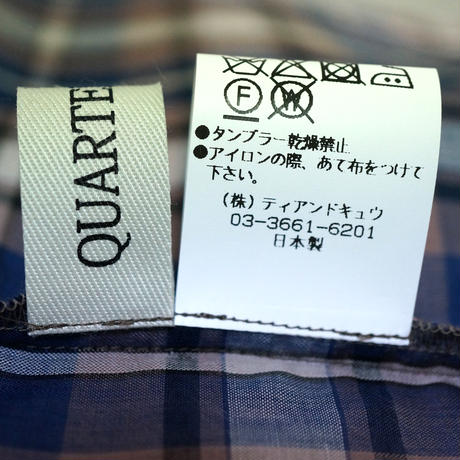 QUARTE
F
W
●タンブラー乾燥禁止
●アイロンの際、あて布をつけて
下さい。
(株) ティアンドキュウ
03-3661-6201
日本製